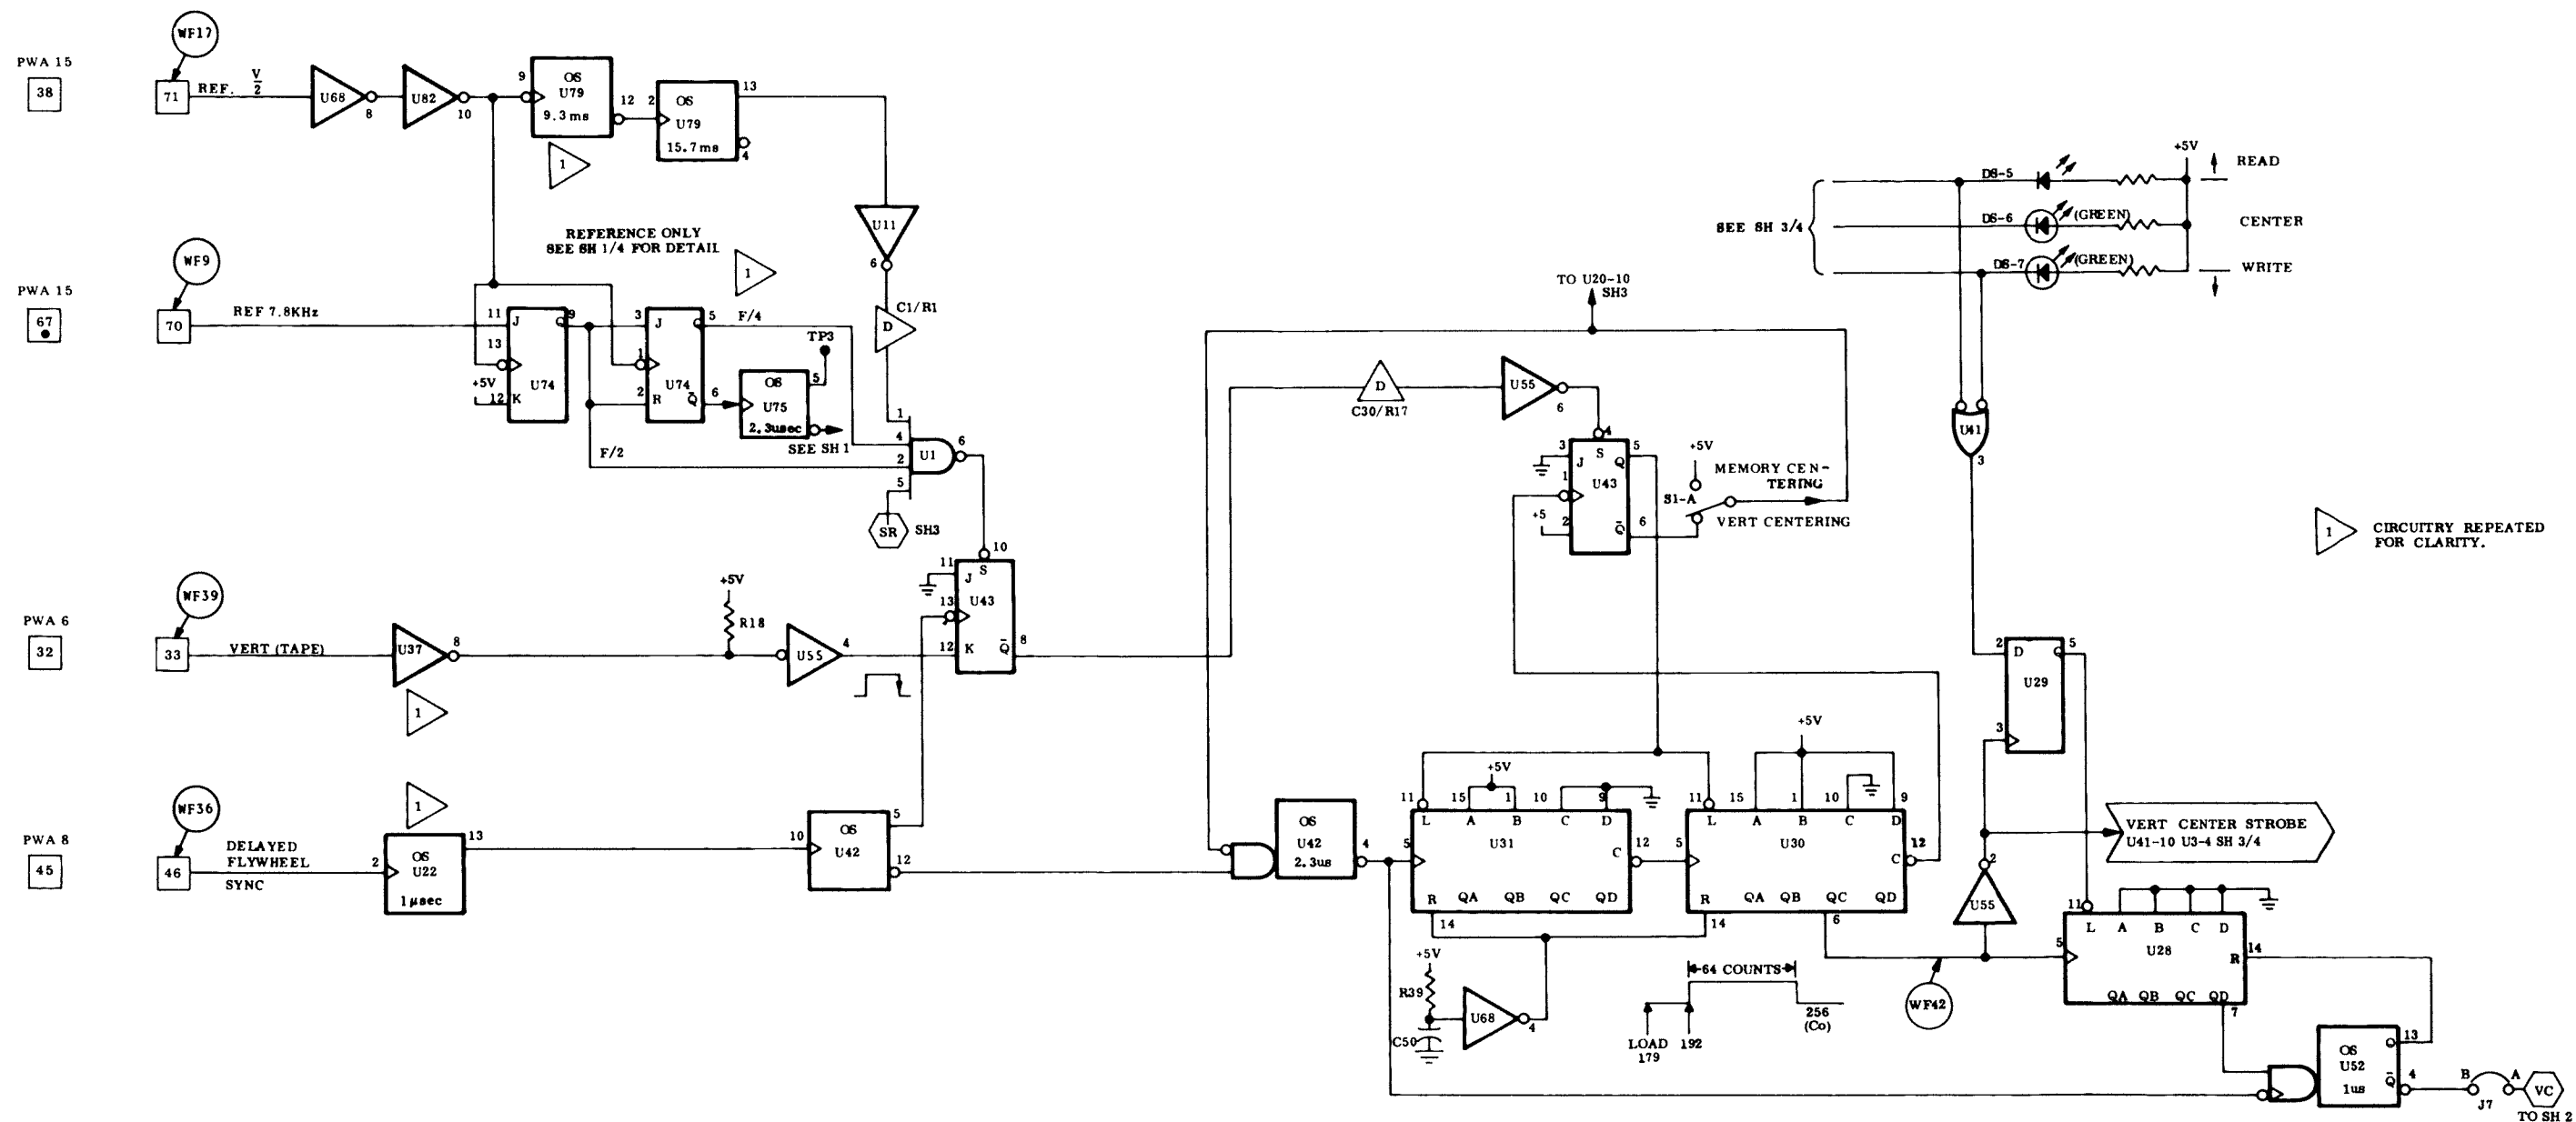 WF17
PWA 15
38
71
REF. V/2
U68
8
U82
10
9
OS
U79
9.3ms
12
2
OS
U79
15.7ms
13
4
1
U11
6
REFERENCE ONLY
SEE SH 1/4 FOR DETAIL
1
C1/R1
D
WF9
PWA 15
67
70
REF 7.8KHz
11
J
Q
9
13
+5V
12
K
U74
3
J
Q
5
F/4
1
U74
2
R
Q̄
6
OS
U75
2.3usec
5
TP3
SEE SH 1
F/2
1
4
2
5
U1
6
SR
SH3
10
11
J
S
13
U43
12
K
Q̄
8
WF39
PWA 6
32
33
VERT (TAPE)
U37
8
1
+5V
R18
U55
4
WF36
PWA 8
45
46
DELAYED
FLYWHEEL
SYNC
1
2
OS
U22
1µsec
13
10
OS
U42
5
12
TO U20-10
SH3
D
C30/R17
U55
6
4
3
J
S
Q
5
1
U43
+5
2
Q̄
6
+5V
S1-A
MEMORY CEN-
TERING
VERT CENTERING
SEE SH 3/4
DS-5
DS-6
(GREEN)
DS-7
(GREEN)
+5V
READ
CENTER
WRITE
U41
3
1
CIRCUITRY REPEATED
FOR CLARITY.
2
D
Q
5
U29
3
VERT CENTER STROBE
U41-10 U3-4 SH 3/4
2
U55
OS
U42
2.3us
4
+5V
11
15
1
10
9
L
A
B
C
D
5
U31
C
12
R
QA
QB
QC
QD
14
+5V
11
15
1
10
9
L
A
B
C
D
5
U30
C
12
R
QA
QB
QC
QD
14
6
+5V
R39
C50
U68
4
64 COUNTS
LOAD
179
192
256
(Co)
WF42
11
L
A
B
C
D
5
U28
R
14
QA
QB
QC
QD
7
OS
U52
1us
Q
13
Q̄
4
B
A
J7
VC
TO SH 2